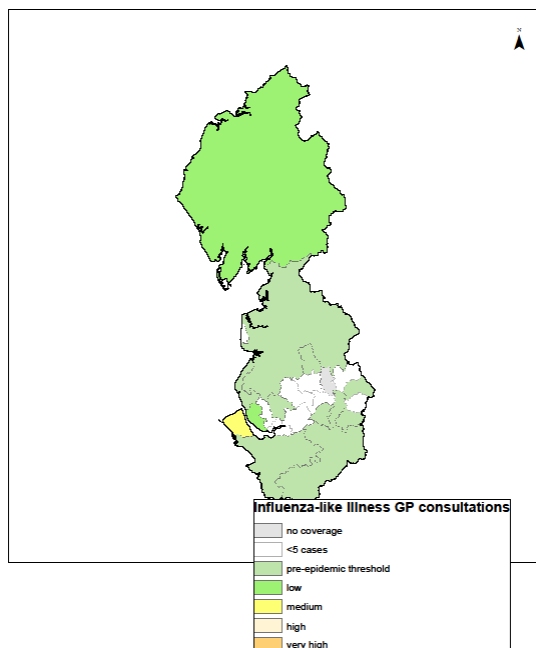 N
Influenza-like Illness GP consultations
no coverage
<5 cases
pre-epidemic threshold
low
medium
high
very high